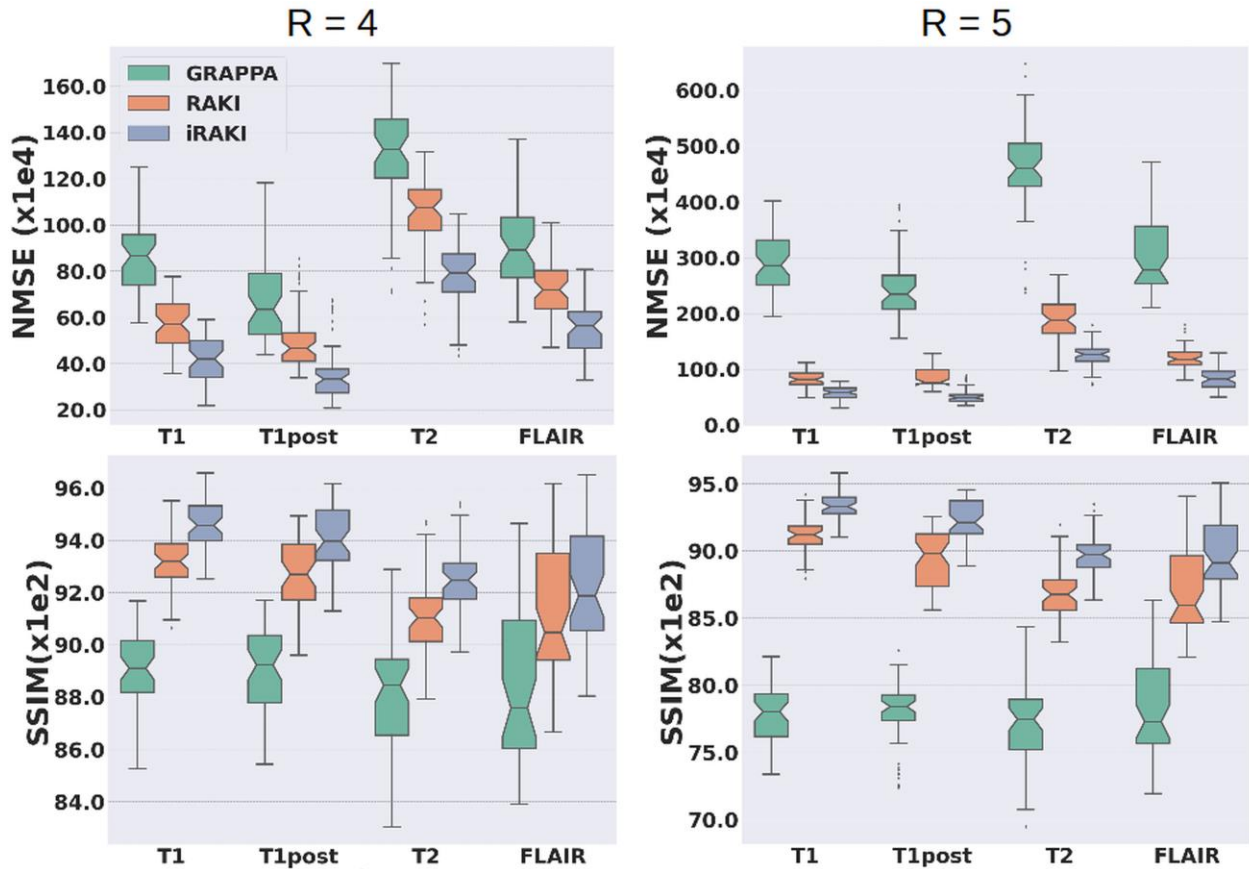 R = 4
R = 5
GRAPPA
RAKI
iRAKI
NMSE (x1e4)
160.0
140.0
120.0
100.0
80.0
60.0
40.0
20.0
T1 T1post T2 FLAIR
NMSE (x1e4)
600.0
500.0
400.0
300.0
200.0
100.0
0.0
T1 T1post T2 FLAIR
SSIM(x1e2)
96.0
94.0
92.0
90.0
88.0
86.0
84.0
T1 T1post T2 FLAIR
SSIM(x1e2)
95.0
90.0
85.0
80.0
75.0
70.0
T1 T1post T2 FLAIR